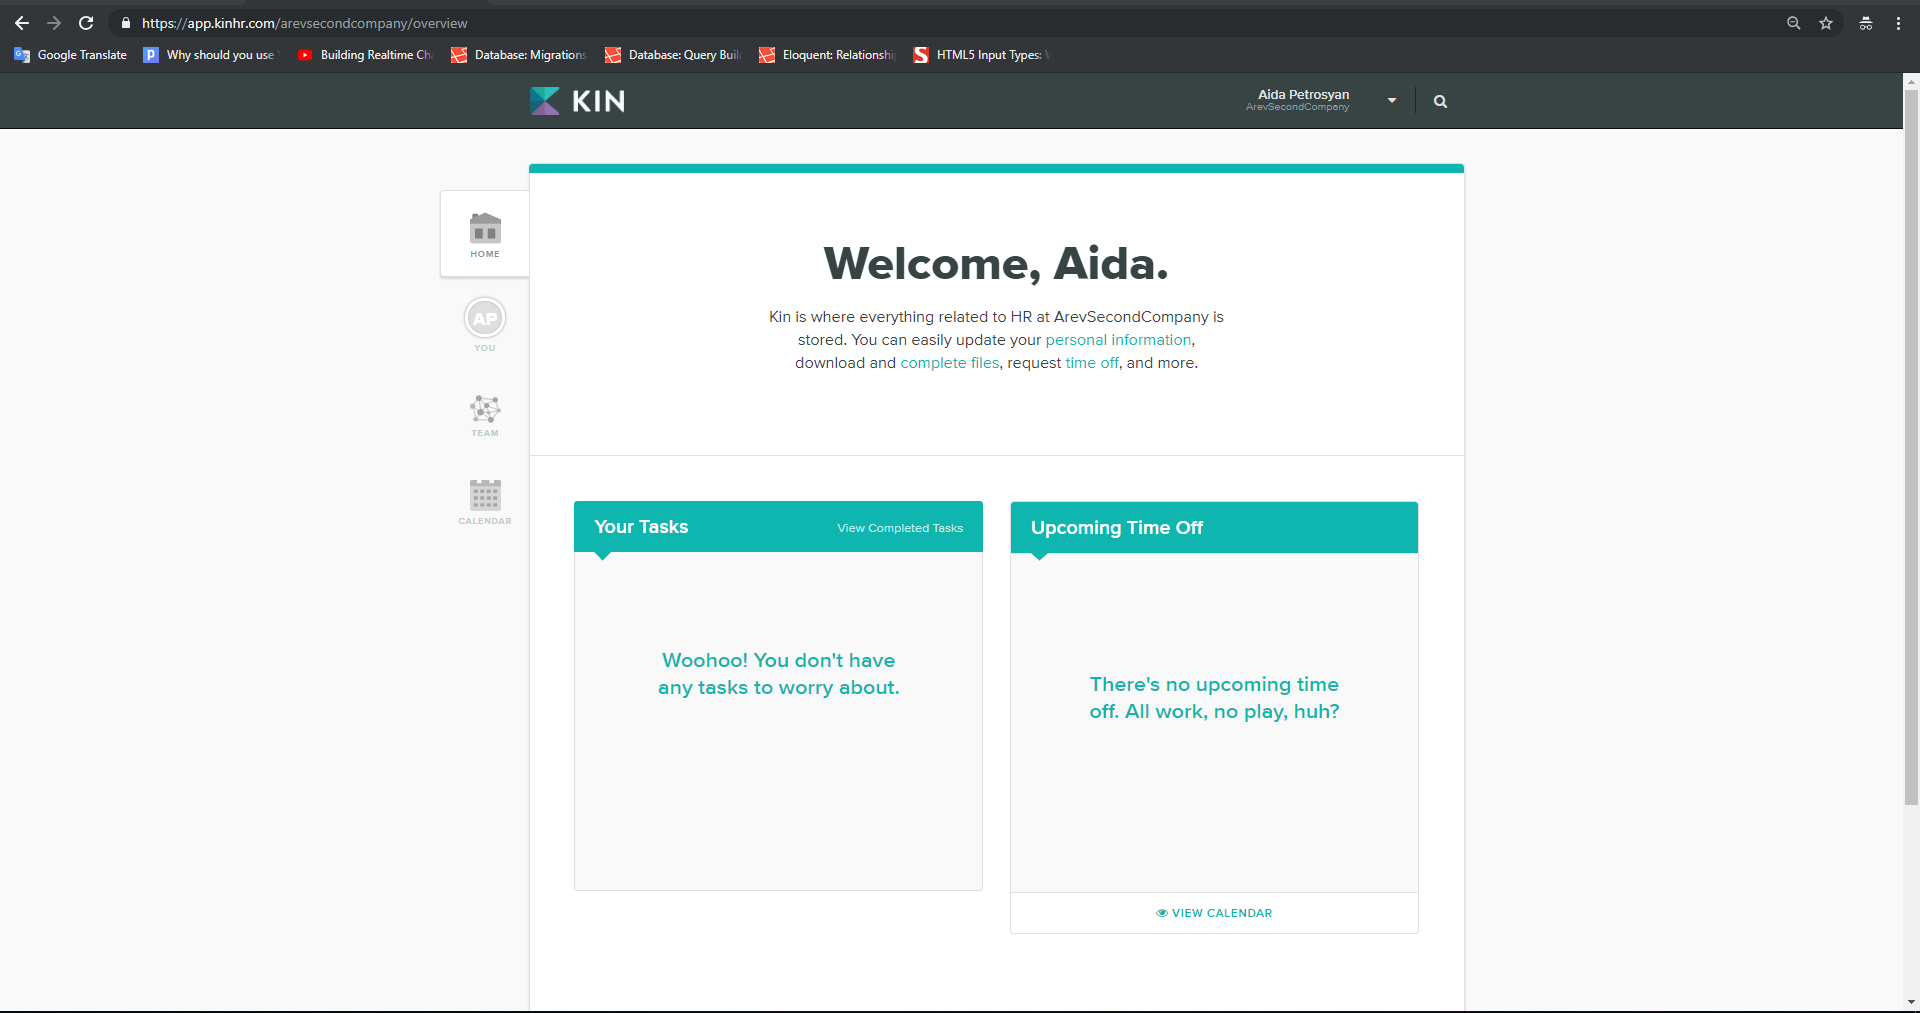 https://app.kinhr.com/arevsecondcompany/overview
Google Translate
Why should you use
Building Realtime Ch
Database: Migrations
Database: Query Buil
Eloquent: Relationshi
HTML5 Input Types:
KIN
Aida Petrosyan
ArevSecondCompany
HOME
AP
YOU
TEAM
CALENDAR
Welcome, Aida.
Kin is where everything related to HR at ArevSecondCompany is
stored. You can easily update your personal information,
download and complete files, request time off, and more.
Your Tasks
View Completed Tasks
Woohoo! You don't have
any tasks to worry about.
Upcoming Time Off
There's no upcoming time
off. All work, no play, huh?
VIEW CALENDAR